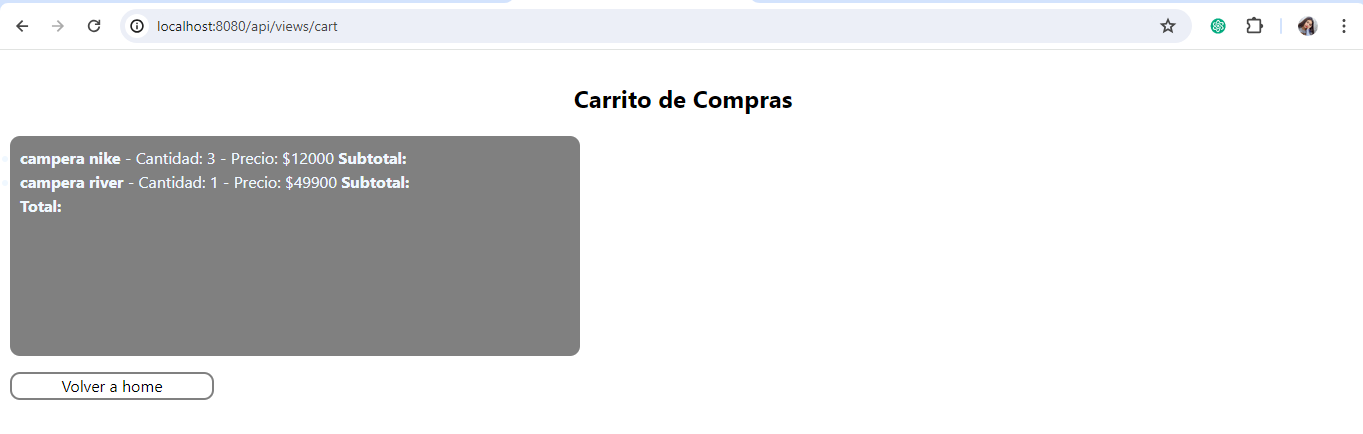 localhost:8080/api/views/cart
Carrito de Compras
campera nike - Cantidad: 3 - Precio: $12000 Subtotal:
campera river - Cantidad: 1 - Precio: $49900 Subtotal:
Total:
Volver a home